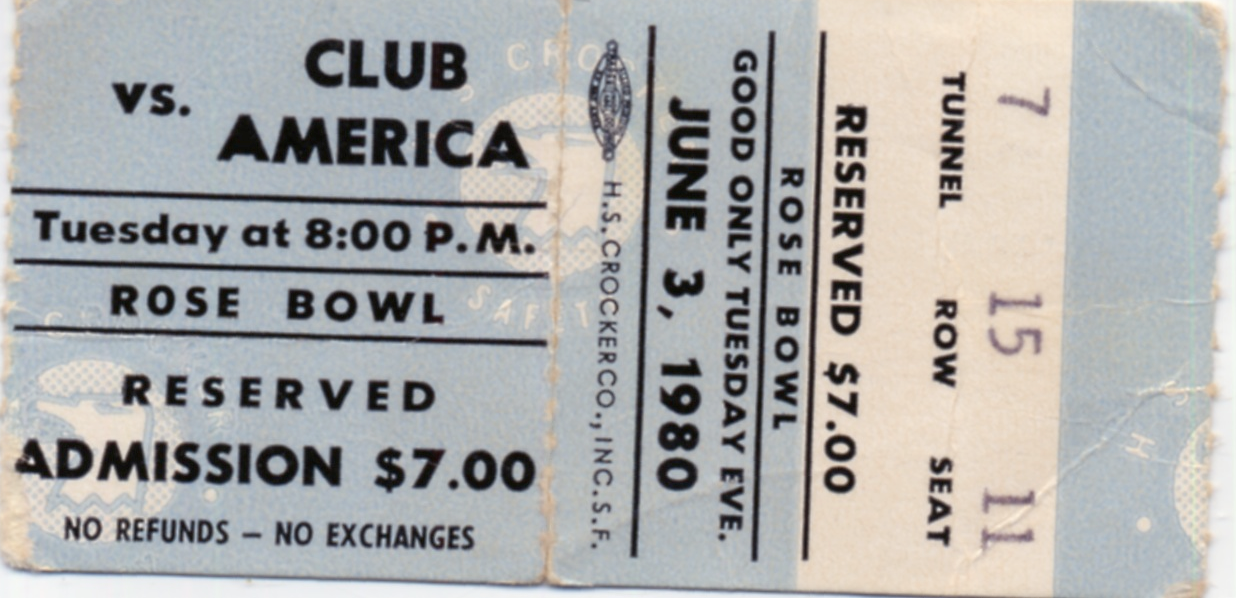 CLUB
vs. AMERICA
Tuesday at 8:00 P.M.
ROSE BOWL
RESERVED
ADMISSION $7.00
NO REFUNDS – NO EXCHANGES
H.S. CROCKER CO., INC. S.F.
JUNE 3, 1980
GOOD ONLY TUESDAY EVE.
ROSE BOWL
RESERVED $7.00
TUNNEL ROW SEAT
7 15 11